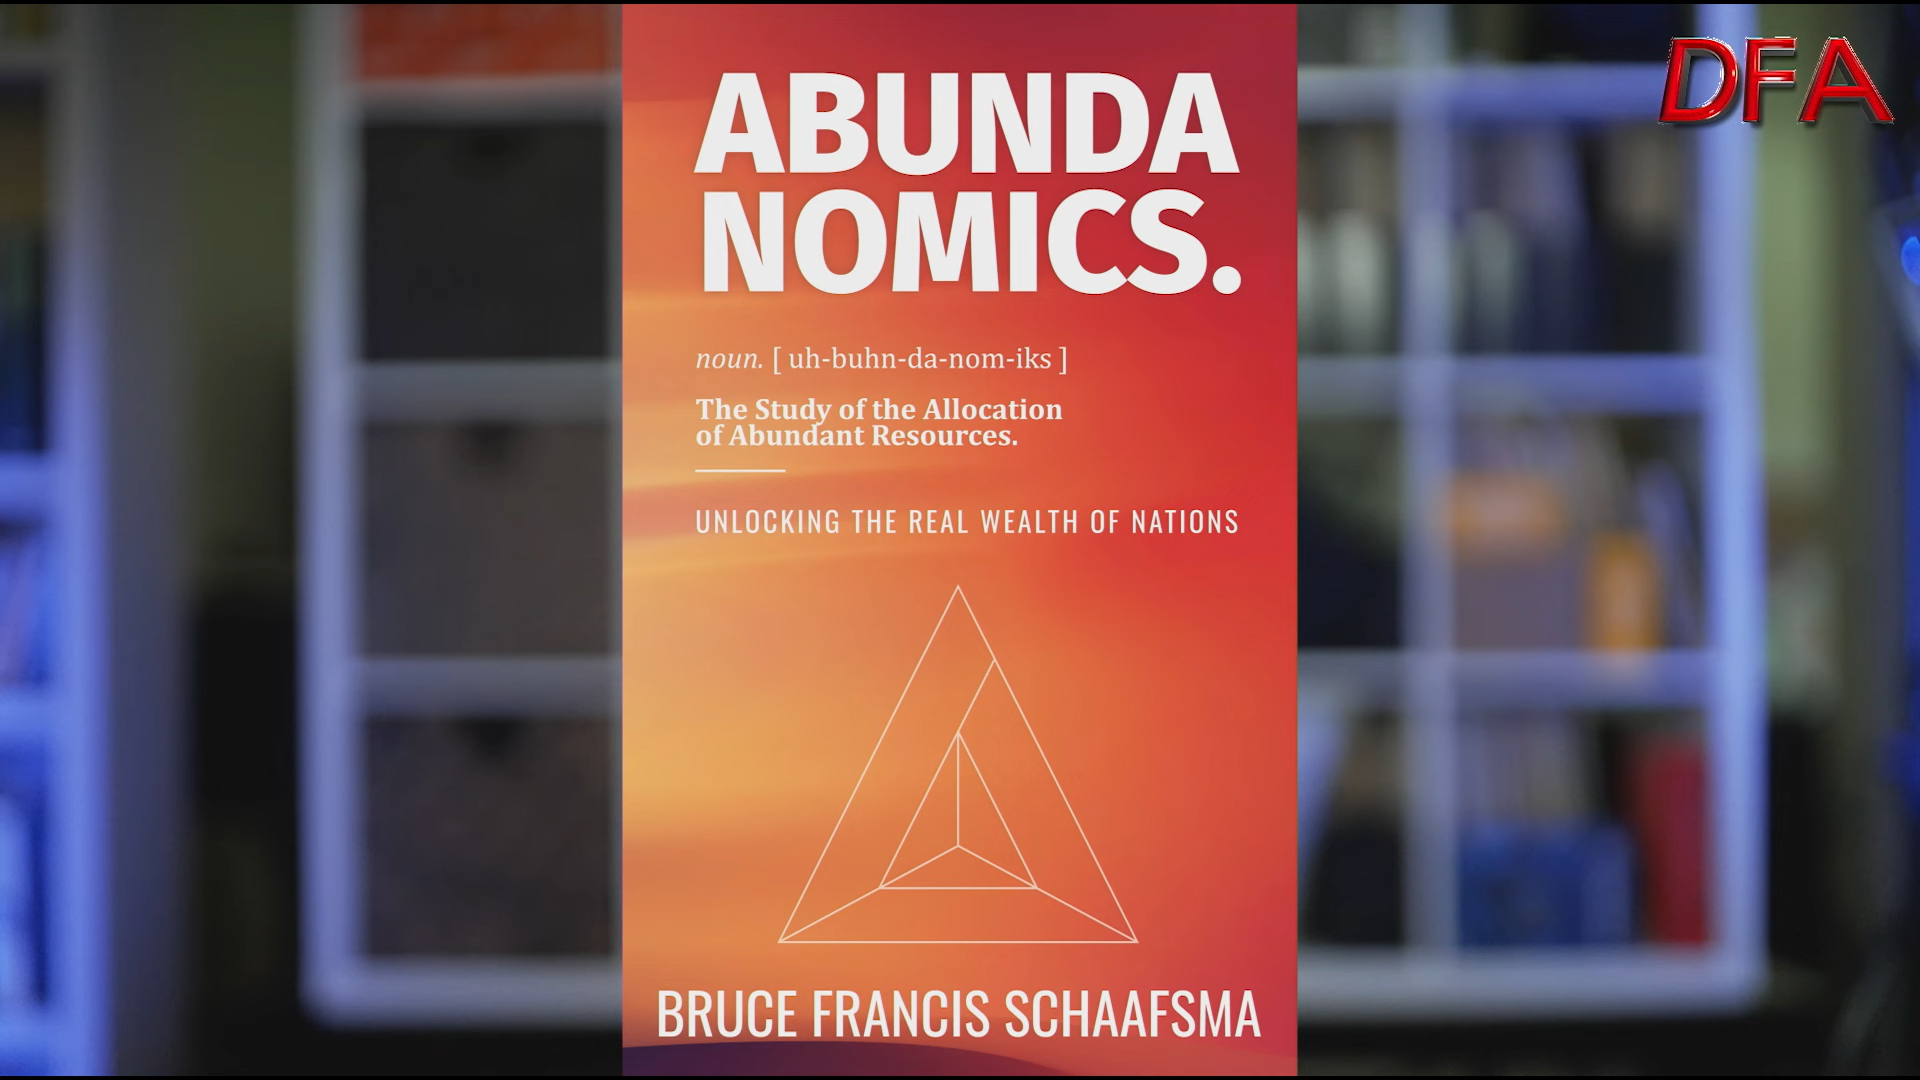 DFA
ABUNDA
NOMICS.
noun. [ uh-buhn-da-nom-iks ]
The Study of the Allocation
of Abundant Resources.
UNLOCKING THE REAL WEALTH OF NATIONS
BRUCE FRANCIS SCHAAFSMA